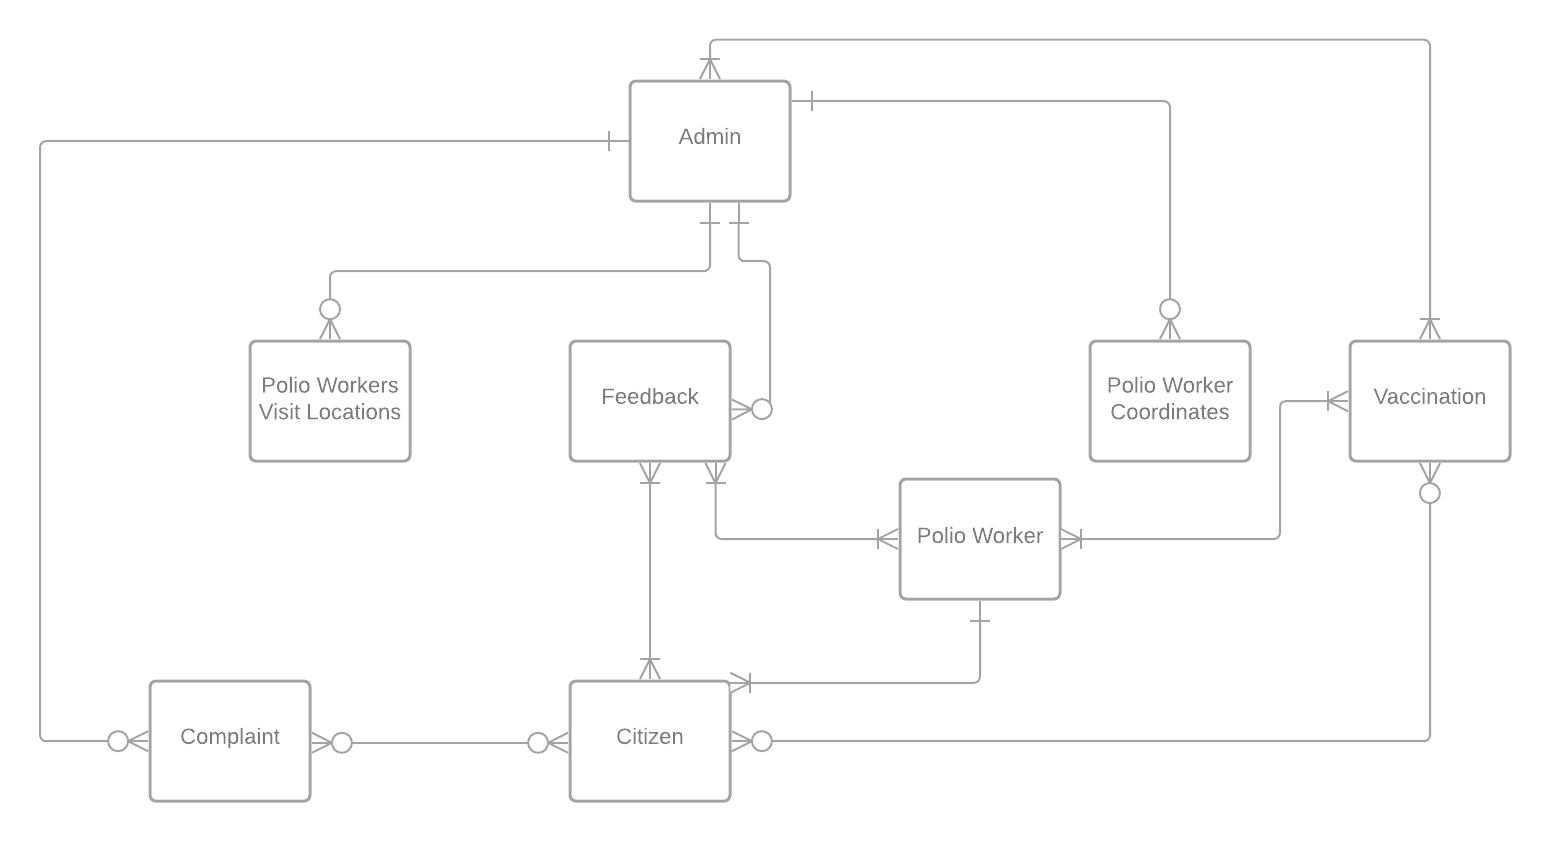 Admin
Polio Workers
Visit Locations
Feedback
Polio Worker
Coordinates
Vaccination
Polio Worker
Complaint
Citizen